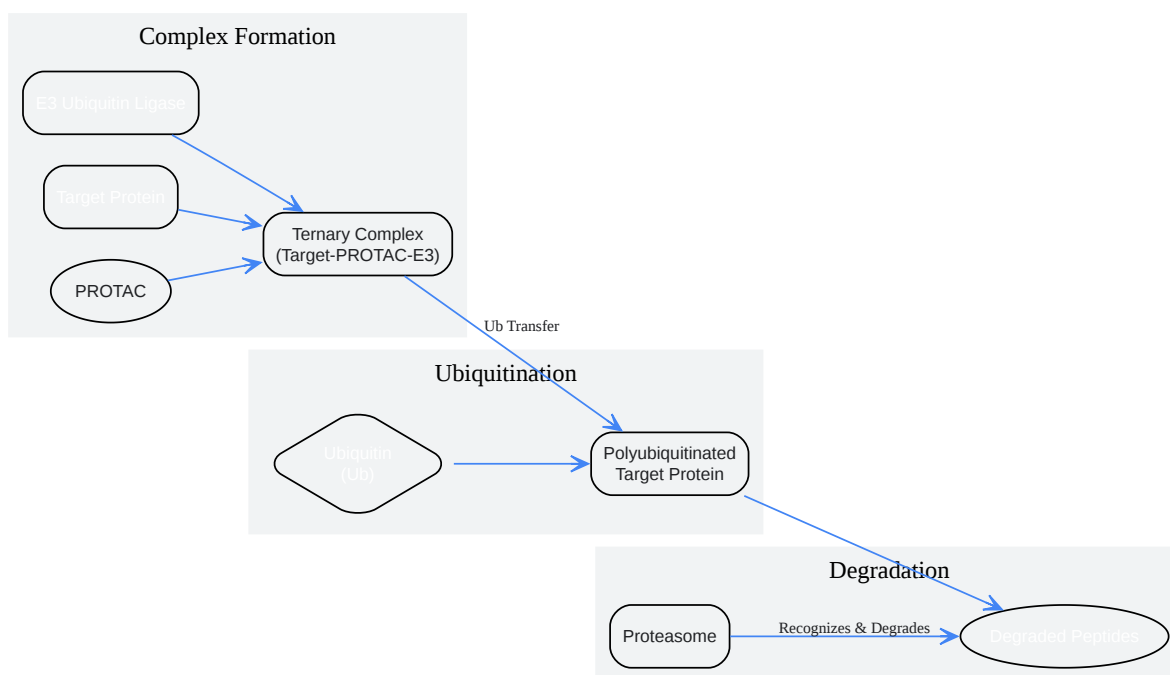 Complex Formation
E3 Ubiquitin Ligase
Target Protein
Ternary Complex
(Target-PROTAC-E3)
PROTAC
Ub Transfer
Ubiquitination
Ubiquitin
(Ub)
Polyubiquitinated
Target Protein
Degradation
Proteasome
Recognizes & Degrades
Degraded Peptides